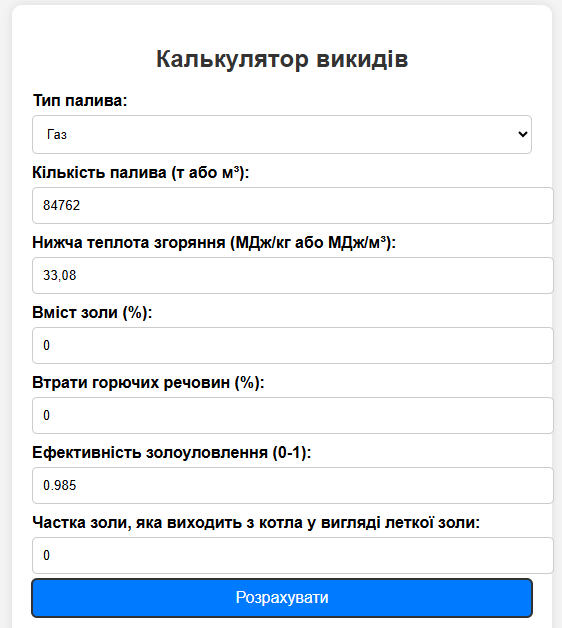 Калькулятор викидів
Тип палива:
Газ
Кількість палива (т або м³):
84762
Нижча теплота згоряння (МДж/кг або МДж/м³):
33,08
Вміст золи (%):
0
Втрати горючих речовин (%):
0
Ефективність золоуловлення (0-1):
0.985
Частка золи, яка виходить з котла у вигляді леткої золи:
0
Розрахувати